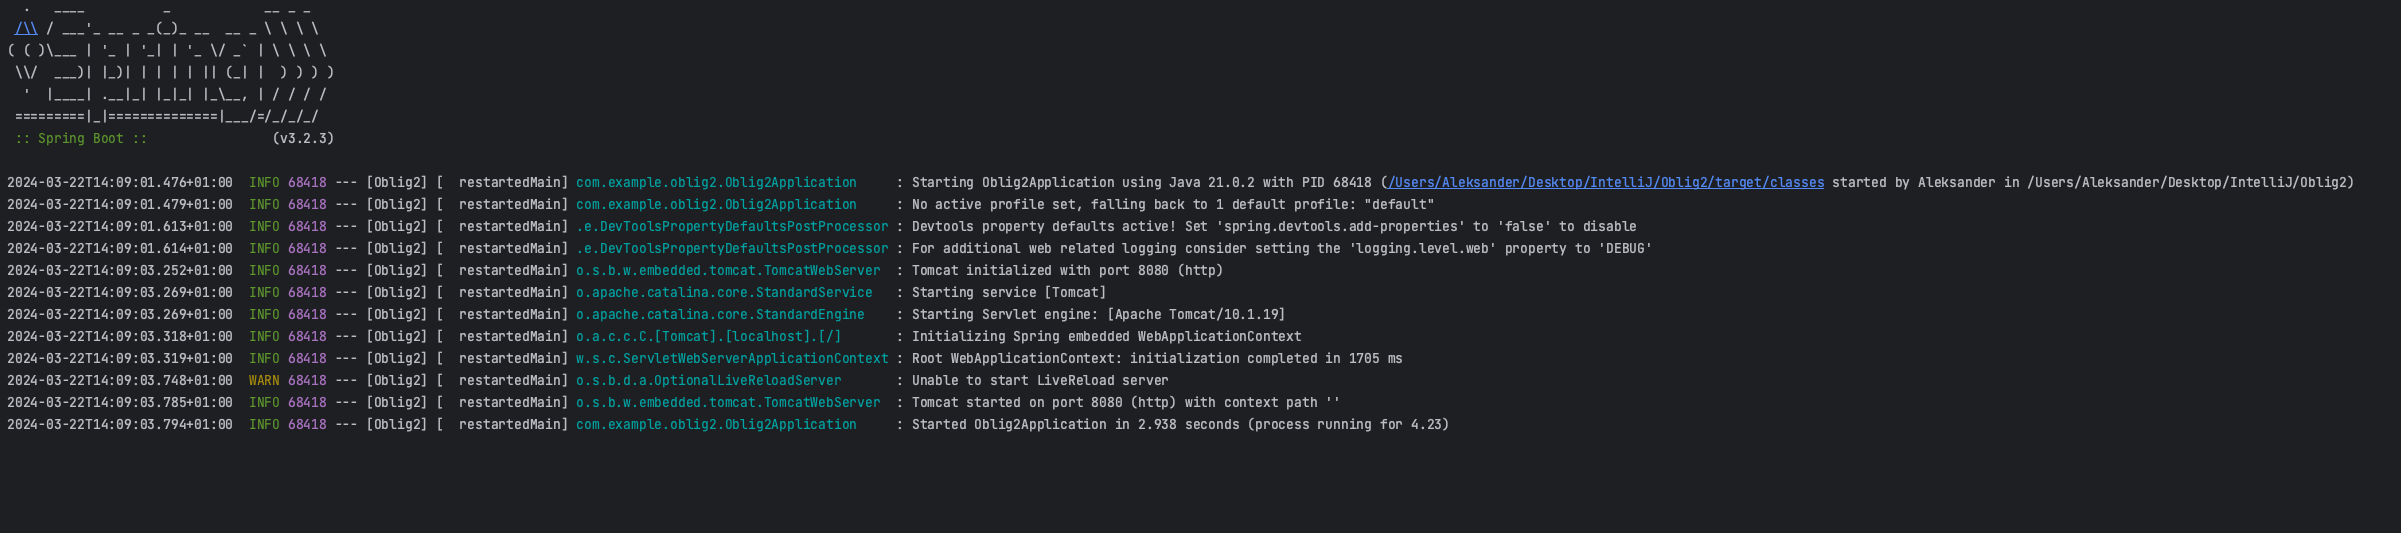 .   ____          _            __ _ _
 /\\ / ___'_ __ _ _(_)_ __  __ _ \ \ \ \
( ( )\___ | '_ | '_| | '_ \/ _` | \ \ \ \
 \\/  ___)| |_)| | | | | || (_| |  ) ) ) )
  '  |____| .__|_| |_|_| |_\__, | / / / /
 =========|_|==============|___/=/_/_/_/
 :: Spring Boot ::                (v3.2.3)
2024-03-22T14:09:01.476+01:00  INFO 68418 --- [Oblig2] [  restartedMain] com.example.oblig2.Oblig2Application     : Starting Oblig2Application using Java 21.0.2 with PID 68418 (/Users/Aleksander/Desktop/IntelliJ/Oblig2/target/classes started by Aleksander in /Users/Aleksander/Desktop/IntelliJ/Oblig2)
2024-03-22T14:09:01.479+01:00  INFO 68418 --- [Oblig2] [  restartedMain] com.example.oblig2.Oblig2Application     : No active profile set, falling back to 1 default profile: "default"
2024-03-22T14:09:01.613+01:00  INFO 68418 --- [Oblig2] [  restartedMain] .e.DevToolsPropertyDefaultsPostProcessor : Devtools property defaults active! Set 'spring.devtools.add-properties' to 'false' to disable
2024-03-22T14:09:01.614+01:00  INFO 68418 --- [Oblig2] [  restartedMain] .e.DevToolsPropertyDefaultsPostProcessor : For additional web related logging consider setting the 'logging.level.web' property to 'DEBUG'
2024-03-22T14:09:03.252+01:00  INFO 68418 --- [Oblig2] [  restartedMain] o.s.b.w.embedded.tomcat.TomcatWebServer  : Tomcat initialized with port 8080 (http)
2024-03-22T14:09:03.269+01:00  INFO 68418 --- [Oblig2] [  restartedMain] o.apache.catalina.core.StandardService   : Starting service [Tomcat]
2024-03-22T14:09:03.269+01:00  INFO 68418 --- [Oblig2] [  restartedMain] o.apache.catalina.core.StandardEngine    : Starting Servlet engine: [Apache Tomcat/10.1.19]
2024-03-22T14:09:03.318+01:00  INFO 68418 --- [Oblig2] [  restartedMain] o.a.c.c.C.[Tomcat].[localhost].[/]       : Initializing Spring embedded WebApplicationContext
2024-03-22T14:09:03.319+01:00  INFO 68418 --- [Oblig2] [  restartedMain] w.s.c.ServletWebServerApplicationContext : Root WebApplicationContext: initialization completed in 1705 ms
2024-03-22T14:09:03.748+01:00  WARN 68418 --- [Oblig2] [  restartedMain] o.s.b.d.a.OptionalLiveReloadServer       : Unable to start LiveReload server
2024-03-22T14:09:03.785+01:00  INFO 68418 --- [Oblig2] [  restartedMain] o.s.b.w.embedded.tomcat.TomcatWebServer  : Tomcat started on port 8080 (http) with context path ''
2024-03-22T14:09:03.794+01:00  INFO 68418 --- [Oblig2] [  restartedMain] com.example.oblig2.Oblig2Application     : Started Oblig2Application in 2.938 seconds (process running for 4.23)